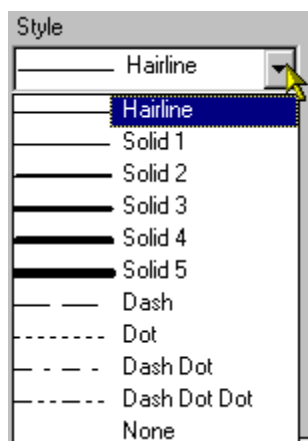 Style
Hairline
Hairline
Solid 1
Solid 2
Solid 3
Solid 4
Solid 5
Dash
Dot
Dash Dot
Dash Dot Dot
None